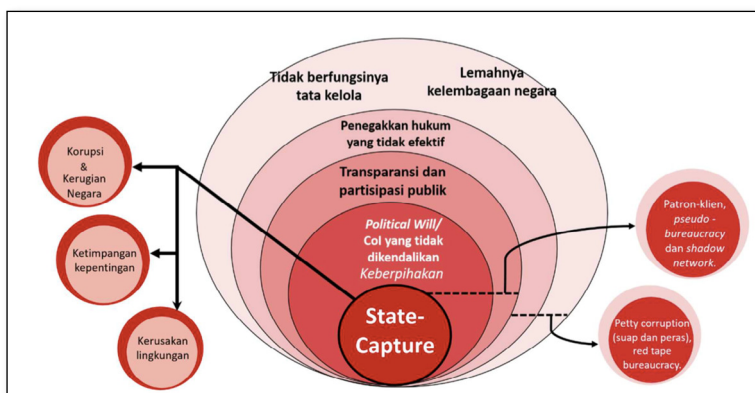 Tidak berfungsinya
tata kelola
Lemahnya
kelembagaan negara
Penegakkan hukum
yang tidak efektif
Transparansi dan
partisipasi publik
Political Will/
CoI yang tidak
dikendalikan
Keberpihakan
State-
Capture
Korupsi
&
Kerugian
Negara
Ketimpangan
kepentingan
Kerusakan
lingkungan
Patron-klien,
pseudo -
bureaucracy
dan shadow
network.
Petty corruption
(suap dan peras),
red tape
bureaucracy.